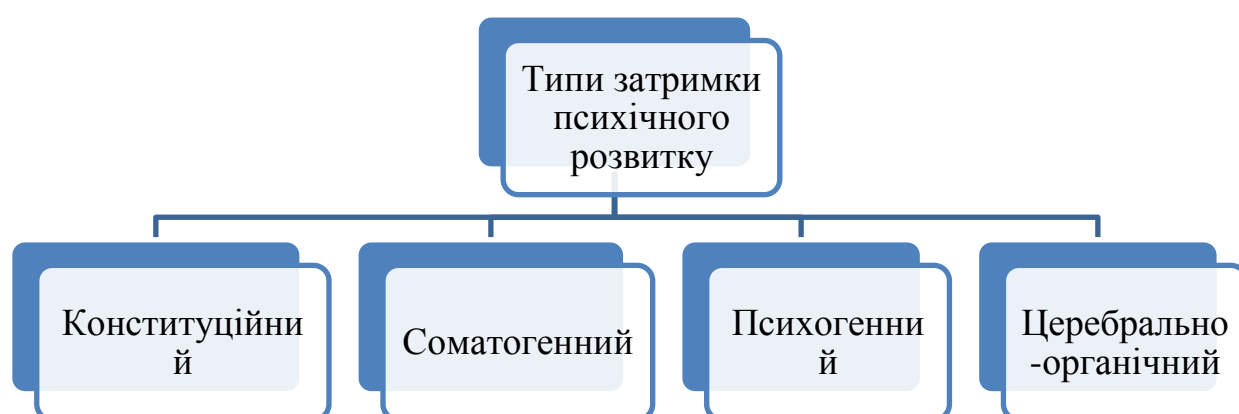 Типи затримки
психічного
розвитку
Конституційни
й
Соматогенний
Психогенни
й
Церебрально
-органічний